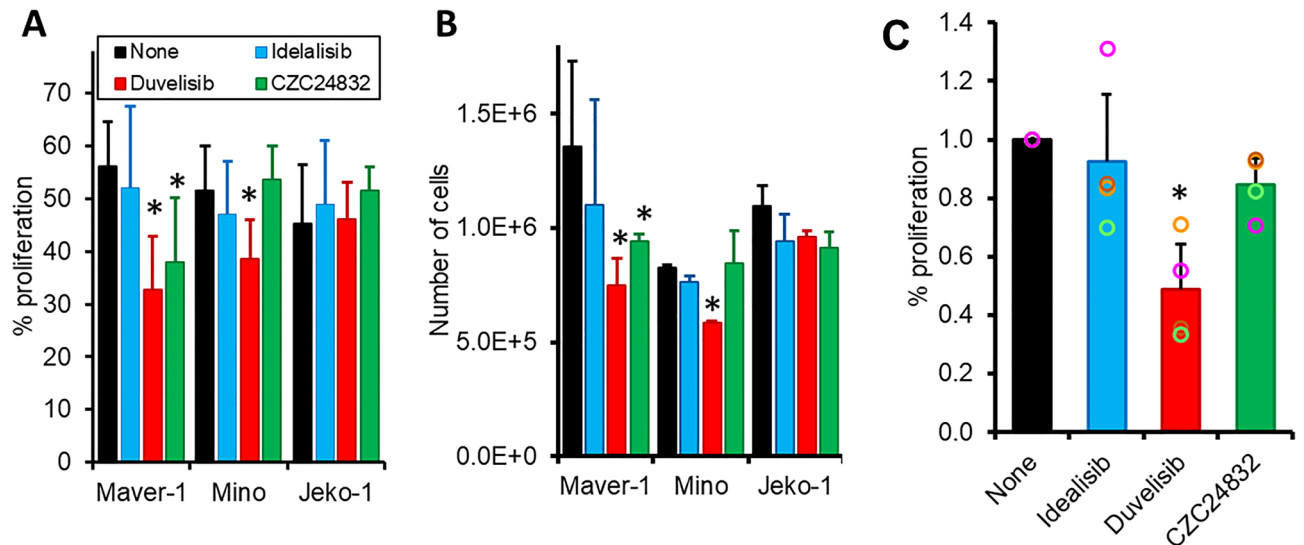 A
None Idelalisib
Duvelisib CZC24832
% proliferation
70
60
50
40
30
20
10
0
* * *
Maver-1 Mino Jeko-1
B
Number of cells
1.5E+6
1.0E+6
5.0E+5
0.0E+0
* * *
Maver-1 Mino Jeko-1
C
% proliferation
1.4
1.2
1.0
0.8
0.6
0.4
0.2
0.0
*
None
Idealisib
Duvelisib
CZC24832